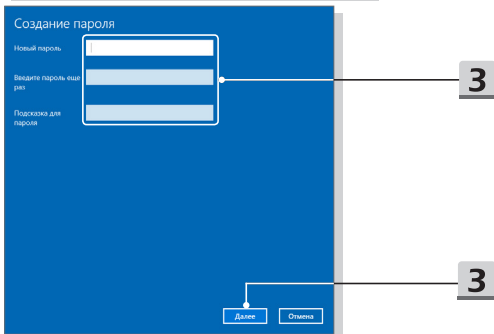 Создание пароля
Новый пароль
Введите пароль еще
раз
3
Подсказка для
пароля
3
Далее
Отмена